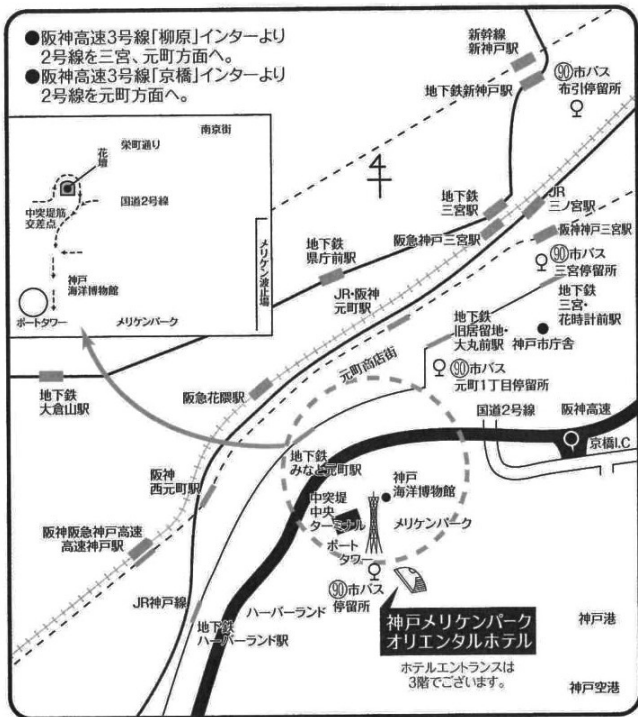 ●阪神高速3号線「柳原」インターより
2号線を三宮、元町方面へ。
●阪神高速3号線「京橋」インターより
2号線を元町方面へ。
新幹線
新神戸駅
地下鉄新神戸駅
⑨⓪市バス
布引停留所
南京街
栄町通り
花壇
国道2号線
中突堤筋
交差点
神戸
海洋博物館
メリケン波止場
ポートタワー
メリケンパーク
地下鉄
三宮駅
JR
三ノ宮駅
阪急神戸三宮駅
阪神神戸三宮駅
⑨⓪市バス
三宮停留所
地下鉄
県庁前駅
JR・阪神
元町駅
地下鉄
三宮・
花時計前駅
地下鉄
旧居留地・
大丸前駅
神戸市庁舎
元町商店街
⑨⓪市バス
元町1丁目停留所
地下鉄
大倉山駅
阪急花隈駅
国道2号線
阪神高速
京橋I.C
地下鉄
みなと元町駅
阪神
西元町駅
神戸
海洋博物館
中突堤
中央
ターミナル
メリケンパーク
ポート
タワー
阪神阪急神戸高速
高速神戸駅
⑨⓪市バス
停留所
JR神戸線
ハーバーランド
地下鉄
ハーバーランド駅
神戸メリケンパーク
オリエンタルホテル
ホテルエントランスは
3階でございます。
神戸港
神戸空港